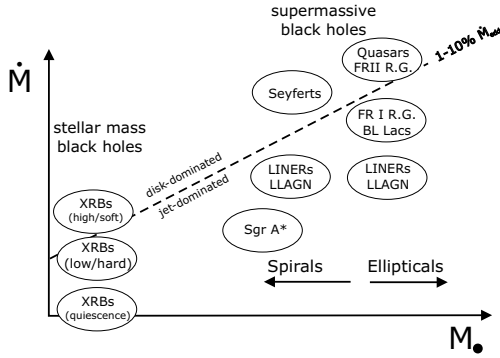 supermassive
black holes
1-10% Ṁ_Edd
Ṁ
Quasars
FRII R.G.
Seyferts
FR I R.G.
BL Lacs
stellar mass
black holes
disk-dominated
jet-dominated
LINERs
LLAGN
LINERs
LLAGN
XRBs
(high/soft)
Sgr A*
XRBs
(low/hard)
Spirals
Ellipticals
XRBs
(quiescence)
M●